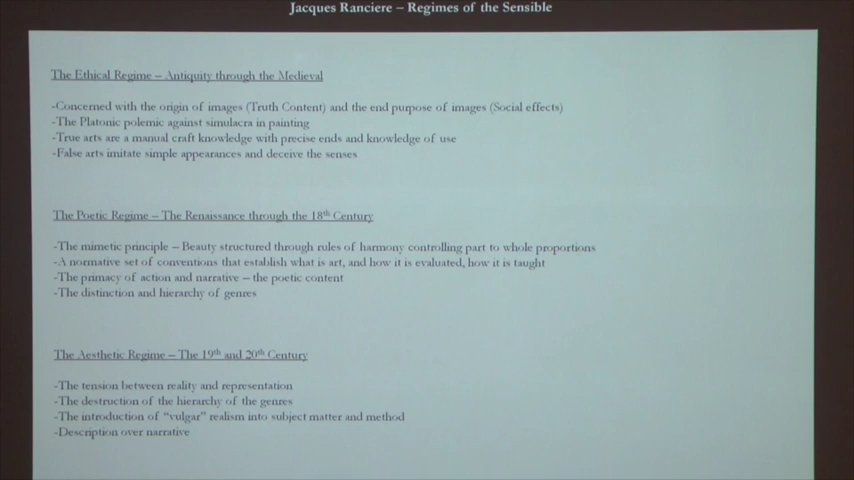 Jacques Ranciere – Regimes of the Sensible
The Ethical Regime – Antiquity through the Medieval
-Concerned with the origin of images (Truth Content) and the end purpose of images (Social effects)
-The Platonic polemic against simulacra in painting
-True arts are a manual craft knowledge with precise ends and knowledge of use
-False arts imitate simple appearances and deceive the senses
The Poetic Regime – The Renaissance through the 18th Century
-The mimetic principle – Beauty structured through rules of harmony controlling part to whole proportions
-A normative set of conventions that establish what is art, and how it is evaluated, how it is taught
-The primacy of action and narrative – the poetic content
-The distinction and hierarchy of genres
The Aesthetic Regime – The 19th and 20th Century
-The tension between reality and representation
-The destruction of the hierarchy of the genres
-The introduction of “vulgar” realism into subject matter and method
-Description over narrative